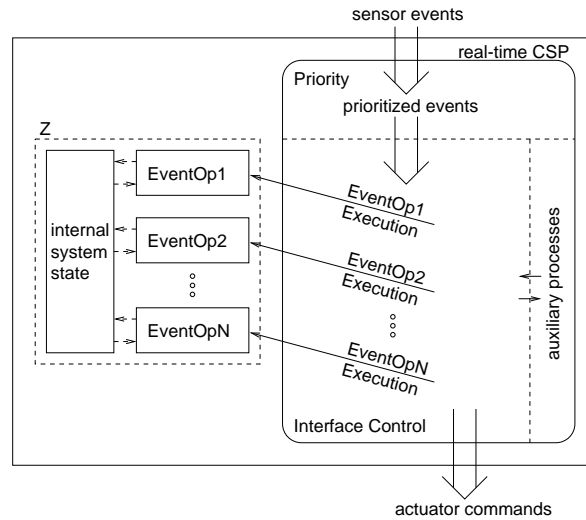 sensor events
real-time CSP
Priority
prioritized events
Z
internal
system
state
EventOp1
EventOp2
EventOpN
EventOp1
Execution
EventOp2
Execution
EventOpN
Execution
auxiliary processes
Interface Control
actuator commands